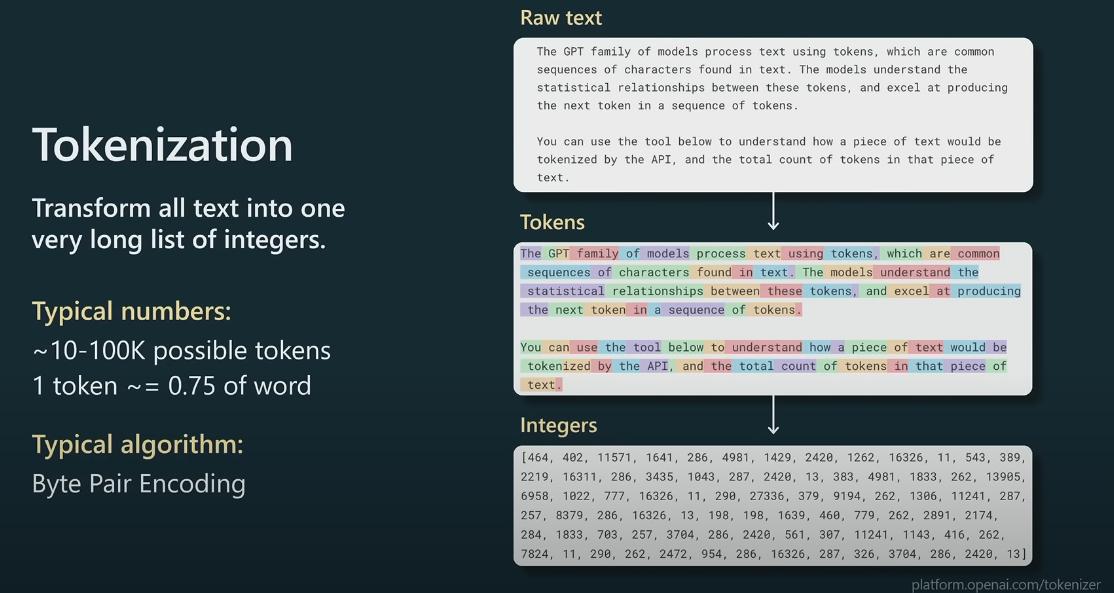 Tokenization
Transform all text into one
very long list of integers.
Typical numbers:
~10-100K possible tokens
1 token ~= 0.75 of word
Typical algorithm:
Byte Pair Encoding
Raw text
The GPT family of models process text using tokens, which are common
sequences of characters found in text. The models understand the
statistical relationships between these tokens, and excel at producing
the next token in a sequence of tokens.
You can use the tool below to understand how a piece of text would be
tokenized by the API, and the total count of tokens in that piece of
text.
Tokens
The GPT family of models process text using tokens, which are common
sequences of characters found in text. The models understand the
statistical relationships between these tokens, and excel at producing
the next token in a sequence of tokens.
You can use the tool below to understand how a piece of text would be
tokenized by the API, and the total count of tokens in that piece of
text.
Integers
[464, 402, 11571, 1641, 286, 4981, 1429, 2420, 1262, 16326, 11, 543, 389,
2219, 16311, 286, 3435, 1043, 287, 2420, 13, 383, 4981, 1833, 262, 13905,
6958, 1022, 777, 16326, 11, 290, 27336, 379, 9194, 262, 1306, 11241, 287,
257, 8379, 286, 16326, 13, 198, 198, 1639, 460, 779, 262, 2891, 2174,
284, 1833, 703, 257, 3704, 286, 2420, 561, 307, 11241, 1143, 416, 262,
7824, 11, 290, 262, 2472, 954, 286, 16326, 287, 326, 3704, 286, 2420, 13]
platform.openai.com/tokenizer